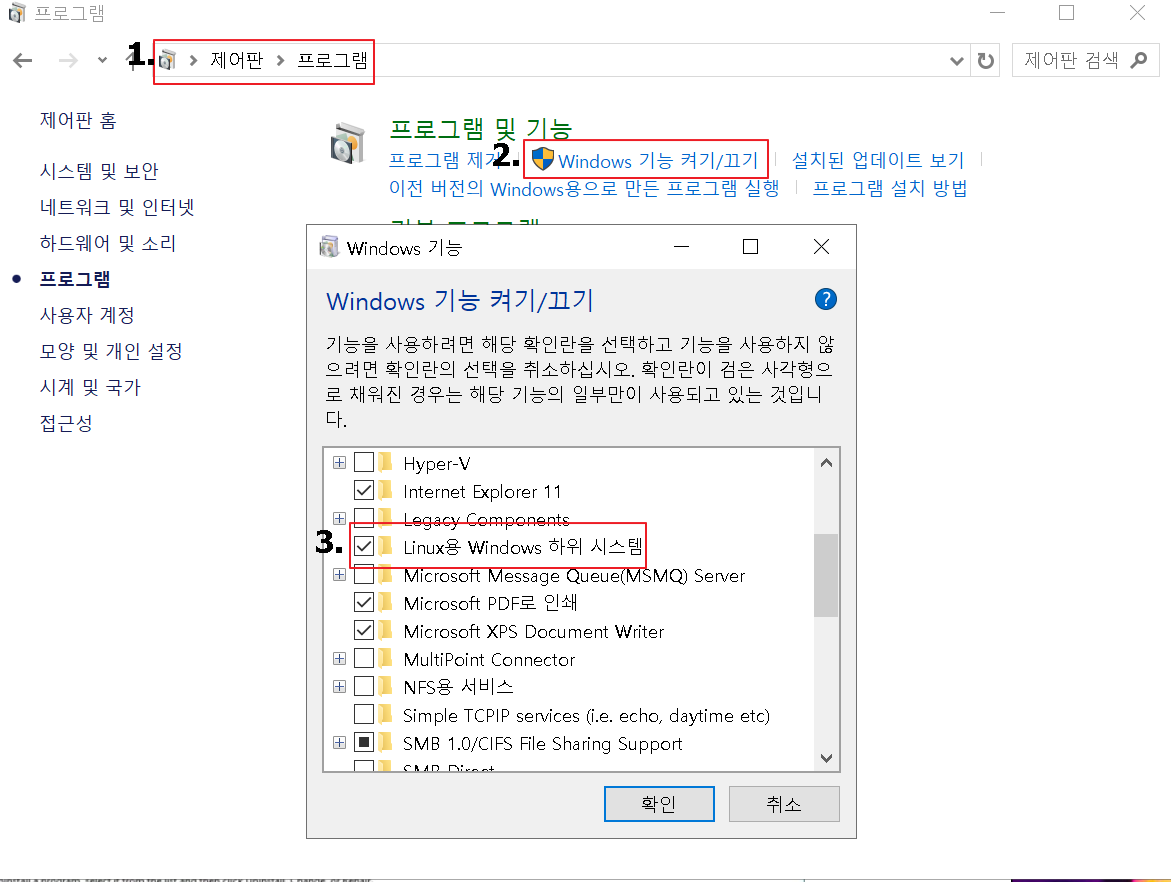 프로그램
1.
제어판 > 프로그램
제어판 검색
제어판 홈
시스템 및 보안
네트워크 및 인터넷
하드웨어 및 소리
프로그램
사용자 계정
모양 및 개인 설정
시계 및 국가
접근성
프로그램 및 기능
프로그램 제거
2.
Windows 기능 켜기/끄기
설치된 업데이트 보기
이전 버전의 Windows용으로 만든 프로그램 실행
프로그램 설치 방법
기본 프로그램
Windows 기능
Windows 기능 켜기/끄기
?
기능을 사용하려면 해당 확인란을 선택하고 기능을 사용하지 않
으려면 확인란의 선택을 취소하십시오. 확인란이 검은 사각형으
로 채워진 경우는 해당 기능의 일부만이 사용되고 있는 것입니
다.
Hyper-V
Internet Explorer 11
Legacy Components
3.
Linux용 Windows 하위 시스템
Microsoft Message Queue(MSMQ) Server
Microsoft PDF로 인쇄
Microsoft XPS Document Writer
MultiPoint Connector
NFS용 서비스
Simple TCPIP services (i.e. echo, daytime etc)
SMB 1.0/CIFS File Sharing Support
SMB Direct
확인
취소